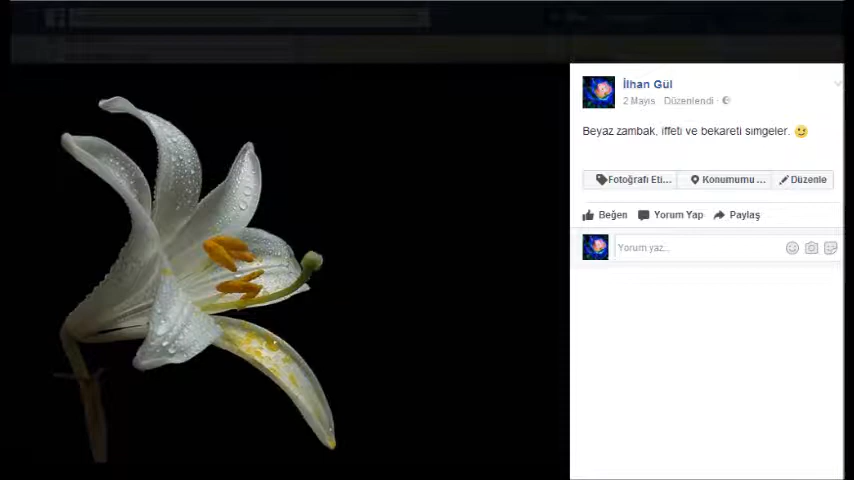 İlhan Gül
2 Mayıs Düzenlendi
Beyaz zambak, iffeti ve bekareti simgeler.
Fotoğrafı Eti... Konumumu ... Düzenle
Beğen Yorum Yap Paylaş
Yorum yaz...